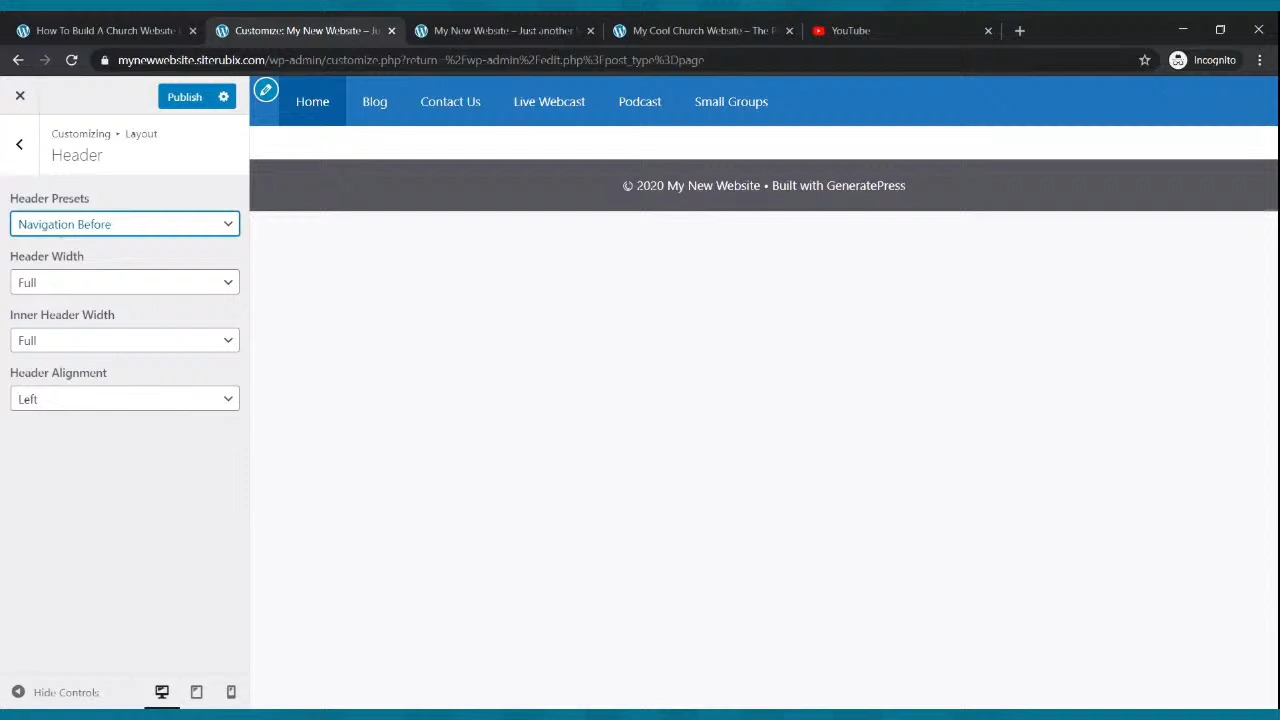 How To Build A Church Website
Customize: My New Website – Ju
My New Website – Just another
My Cool Church Website – The
YouTube
mynewwebsite.siterubix.com/wp-admin/customize.php?return=%2Fwp-admin%2Fedit.php%3Fpost_type%3Dpage
Incognito
Publish
Customizing ▸ Layout
Header
Header Presets
Navigation Before
Header Width
Full
Inner Header Width
Full
Header Alignment
Left
Hide Controls
Home Blog Contact Us Live Webcast Podcast Small Groups
© 2020 My New Website • Built with GeneratePress